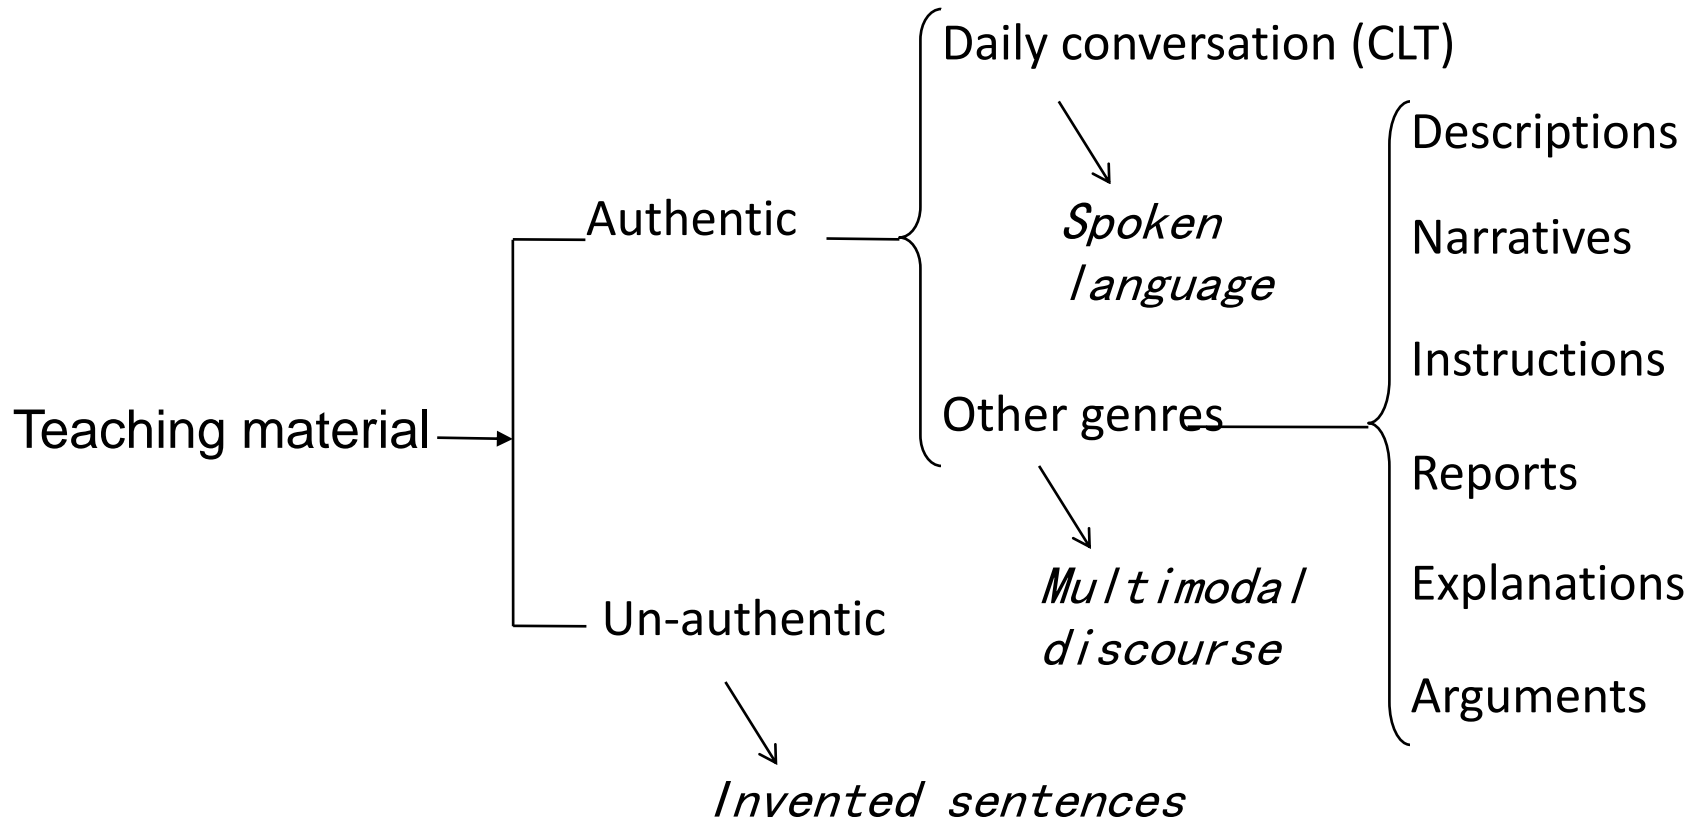 Daily conversation (CLT)
Descriptions
Authentic
Spoken
language
Narratives
Instructions
Teaching material
Other genres
Reports
Un-authentic
Multimodal
discourse
Explanations
Arguments
Invented sentences